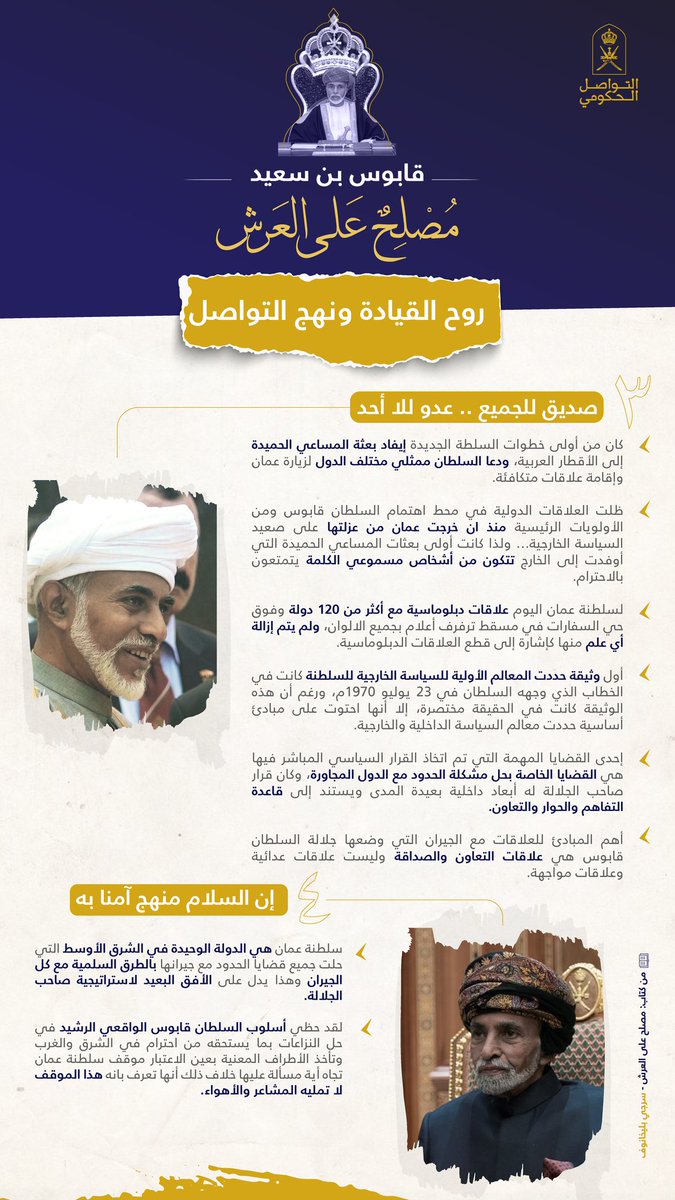 التواصل
الحكومي
قابوس بن سعيد
مُصْلِحٌ عَلى العَرش
روح القيادة ونهج التواصل
٣
صديق للجميع .. عدو للا أحد
كان من أولى خطوات السلطة الجديدة إيفاد بعثة المساعي الحميدة
إلى الأقطار العربية، ودعا السلطان ممثلي مختلف الدول لزيارة عمان
وإقامة علاقات متكافئة.
ظلت العلاقات الدولية في محط اهتمام السلطان قابوس ومن
الأولويات الرئيسية منذ ان خرجت عمان من عزلتها على صعيد
السياسة الخارجية... ولذا كانت أولى بعثات المساعي الحميدة التي
أوفدت إلى الخارج تتكون من أشخاص مسموعي الكلمة يتمتعون
بالاحترام.
لسلطنة عمان اليوم علاقات دبلوماسية مع أكثر من 120 دولة وفوق
حي السفارات في مسقط ترفرف أعلام بجميع الالوان، ولم يتم إزالة
أي علم منها كإشارة إلى قطع العلاقات الدبلوماسية.
أول وثيقة حددت المعالم الأولية للسياسة الخارجية للسلطنة كانت في
الخطاب الذي وجهه السلطان في 23 يوليو 1970م، ورغم أن هذه
الوثيقة كانت في الحقيقة مختصرة، إلا أنها احتوت على مبادئ
أساسية حددت معالم السياسة الداخلية والخارجية.
إحدى القضايا المهمة التي تم اتخاذ القرار السياسي المباشر فيها
هي القضايا الخاصة بحل مشكلة الحدود مع الدول المجاورة، وكان قرار
صاحب الجلالة له أبعاد داخلية بعيدة المدى ويستند إلى قاعدة
التفاهم والحوار والتعاون.
أهم المبادئ للعلاقات مع الجيران التي وضعها جلالة السلطان
قابوس هي علاقات التعاون والصداقة وليست علاقات عدائية
وعلاقات مواجهة.
٤
إن السلام منهج آمنا به
سلطنة عمان هي الدولة الوحيدة في الشرق الأوسط التي
حلت جميع قضايا الحدود مع جيرانها بالطرق السلمية مع كل
الجيران وهذا يدل على الأفق البعيد لاستراتيجية صاحب
الجلالة.
لقد حظي أسلوب السلطان قابوس الواقعي الرشيد في
حل النزاعات بما يستحقه من احترام في الشرق والغرب
وتأخذ الأطراف المعنية بعين الاعتبار موقف سلطنة عمان
تجاه أية مسألة عليها خلاف ذلك أنها تعرف بانه هذا الموقف
لا تمليه المشاعر والأهواء.
من كتاب: مصلح على العرش - سرجي بليخانوف